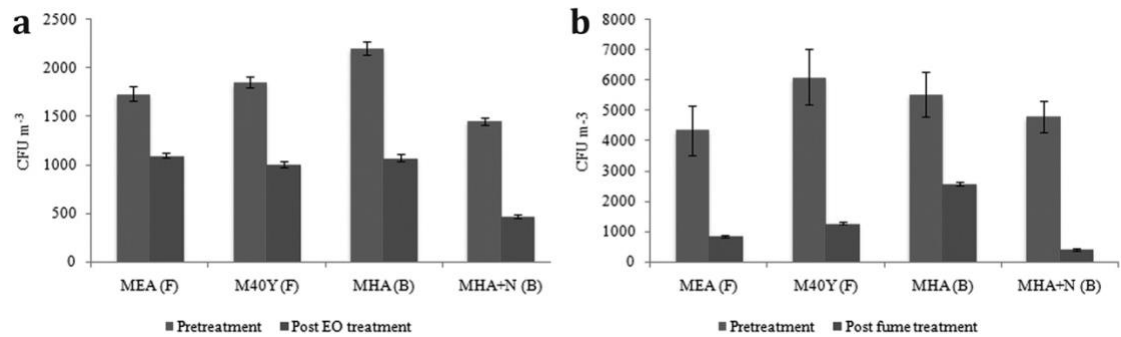 a
2500
2000
1500
1000
500
0
CFU m-3
MEA (F) M40Y (F) MHA (B) MHA+N (B)
Pretreatment Post EO treatment
b
8000
7000
6000
5000
4000
3000
2000
1000
0
CFU m-3
MEA (F) M40Y (F) MHA (B) MHA+N (B)
Pretreatment Post fume treatment